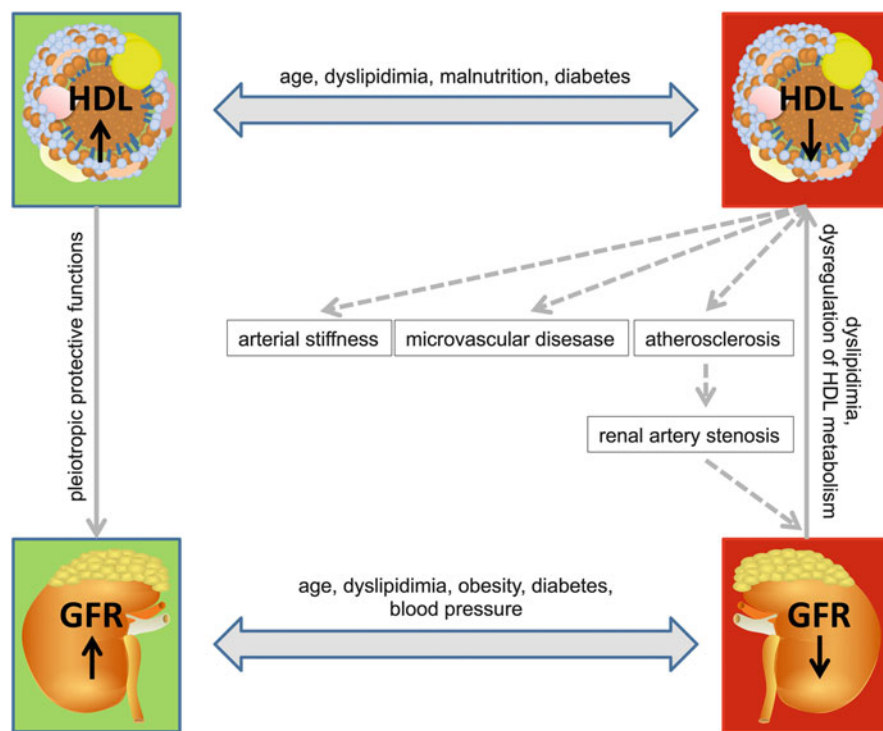 HDL
age, dyslipidimia, malnutrition, diabetes
HDL
pleiotropic protective functions
arterial stiffness
microvascular disesase
atherosclerosis
renal artery stenosis
dyslipidimia,
dysregulation of HDL metabolism
GFR
age, dyslipidimia, obesity, diabetes,
blood pressure
GFR